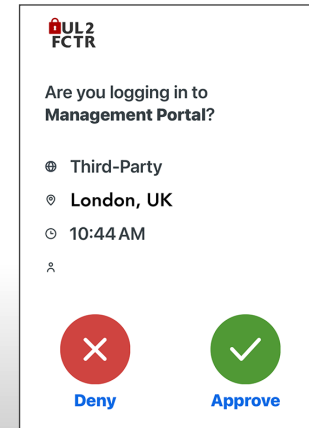 UL2
FCTR
Are you logging in to
Management Portal?
Third-Party
London, UK
10:44 AM
Deny
Approve